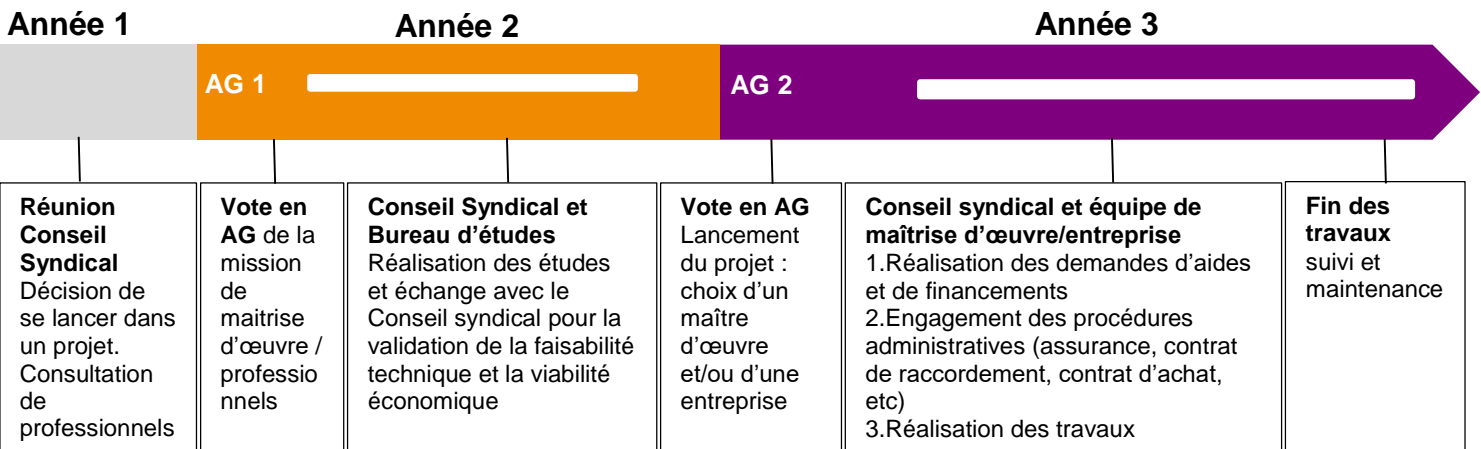 Année 1
Année 2
Année 3
AG 1
AG 2
Réunion
Conseil
Syndical
Décision de
se lancer dans
un projet.
Consultation
de
professionnels
Vote en
AG de la
mission
de
maitrise
d'œuvre /
professio
nnels
Conseil Syndical et
Bureau d'études
Réalisation des études
et échange avec le
Conseil syndical pour la
validation de la faisabilité
technique et la viabilité
économique
Vote en AG
Lancement
du projet :
choix d'un
maître
d'œuvre
et/ou d'une
entreprise
Conseil syndical et équipe de
maîtrise d'œuvre/entreprise
1.Réalisation des demandes d'aides
et de financements
2.Engagement des procédures
administratives (assurance, contrat
de raccordement, contrat d'achat,
etc)
3.Réalisation des travaux
Fin des
travaux
suivi et
maintenance